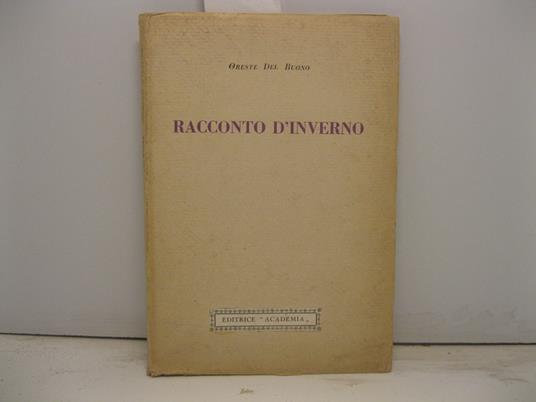 Oreste Del Buono
RACCONTO D'INVERNO
EDITRICE "ACADEMIA„